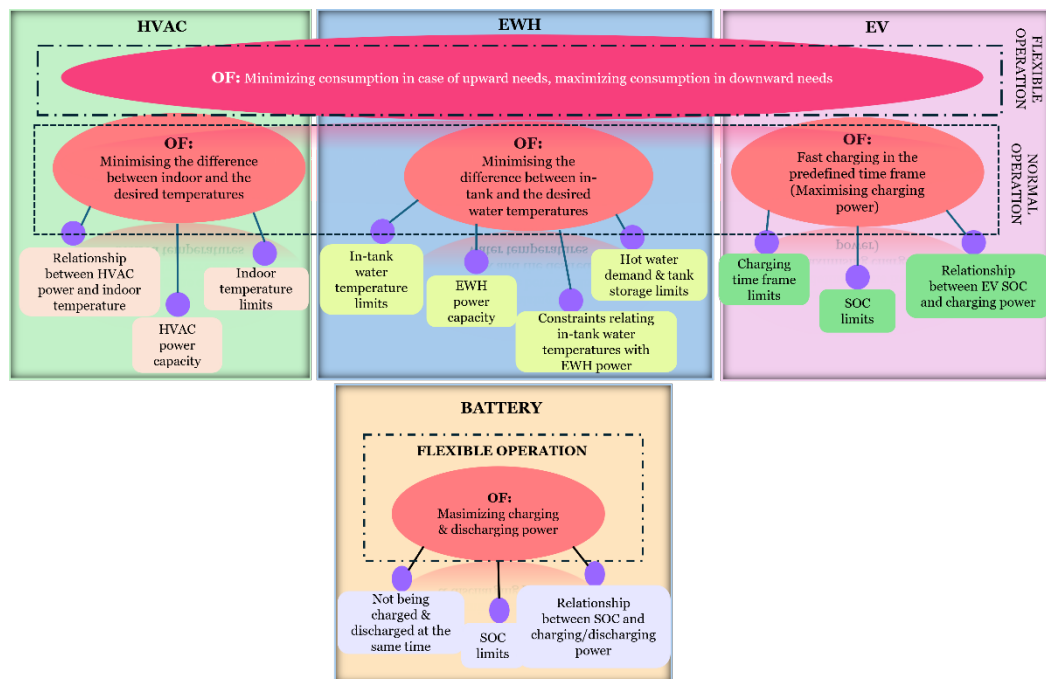 HVAC
EWH
EV
OF: Minimizing consumption in case of upward needs, maximizing consumption in downward needs
FLEXIBLE
OPERATION
OF:
Minimising the difference
between indoor and the
desired temperatures
OF:
Minimising the
difference between in-
tank and the desired
water temperatures
OF:
Fast charging in the
predefined time frame
(Maximising charging
power)
NORMAL
OPERATION
Relationship
between HVAC
power and indoor
temperature
HVAC
power
capacity
Indoor
temperature
limits
In-tank
water
temperature
limits
EWH
power
capacity
Constraints relating
in-tank water
temperatures with
EWH power
Hot water
demand & tank
storage limits
Charging
time frame
limits
SOC
limits
Relationship
between EV SOC
and charging power
BATTERY
FLEXIBLE OPERATION
OF:
Masimizing charging
& discharging power
Not being
charged &
discharged at the
same time
SOC
limits
Relationship
between SOC and
charging/discharging
power